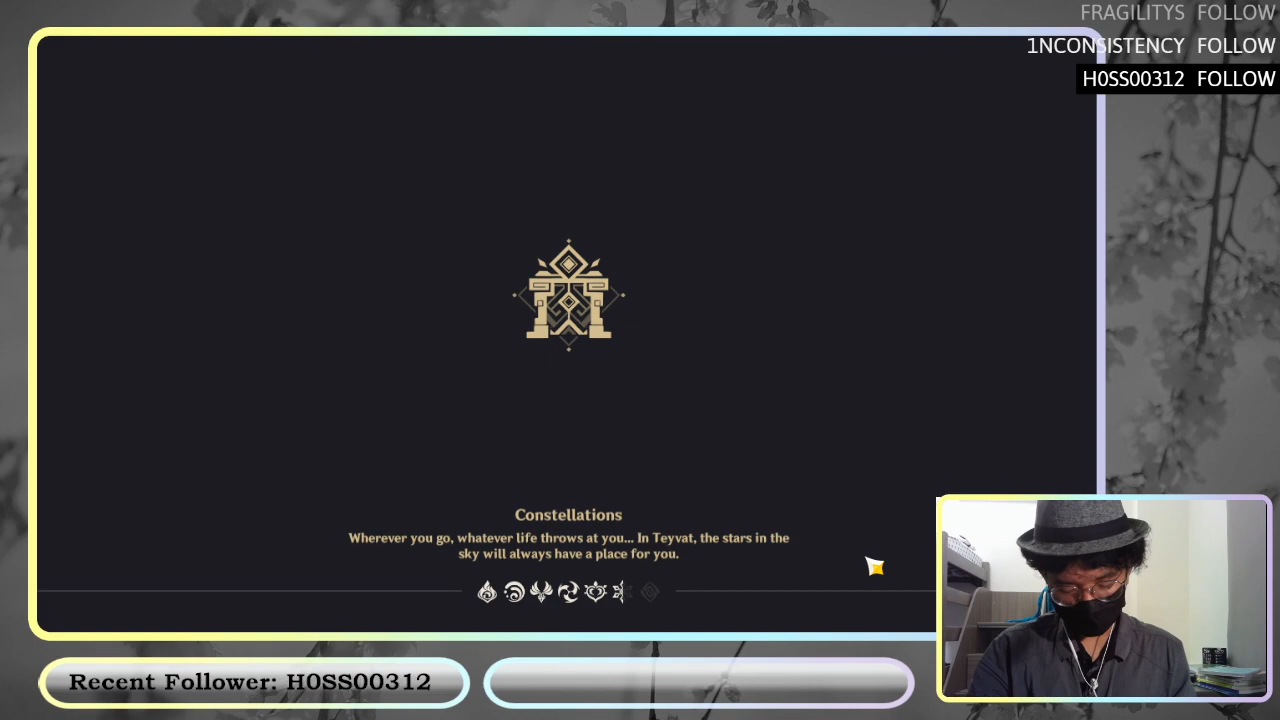 FRAGILITYS FOLLOW
1NCONSISTENCY FOLLOW
H0SS00312 FOLLOW
Constellations
Wherever you go, whatever life throws at you... In Teyvat, the stars in the
sky will always have a place for you.
Recent Follower: H0SS00312